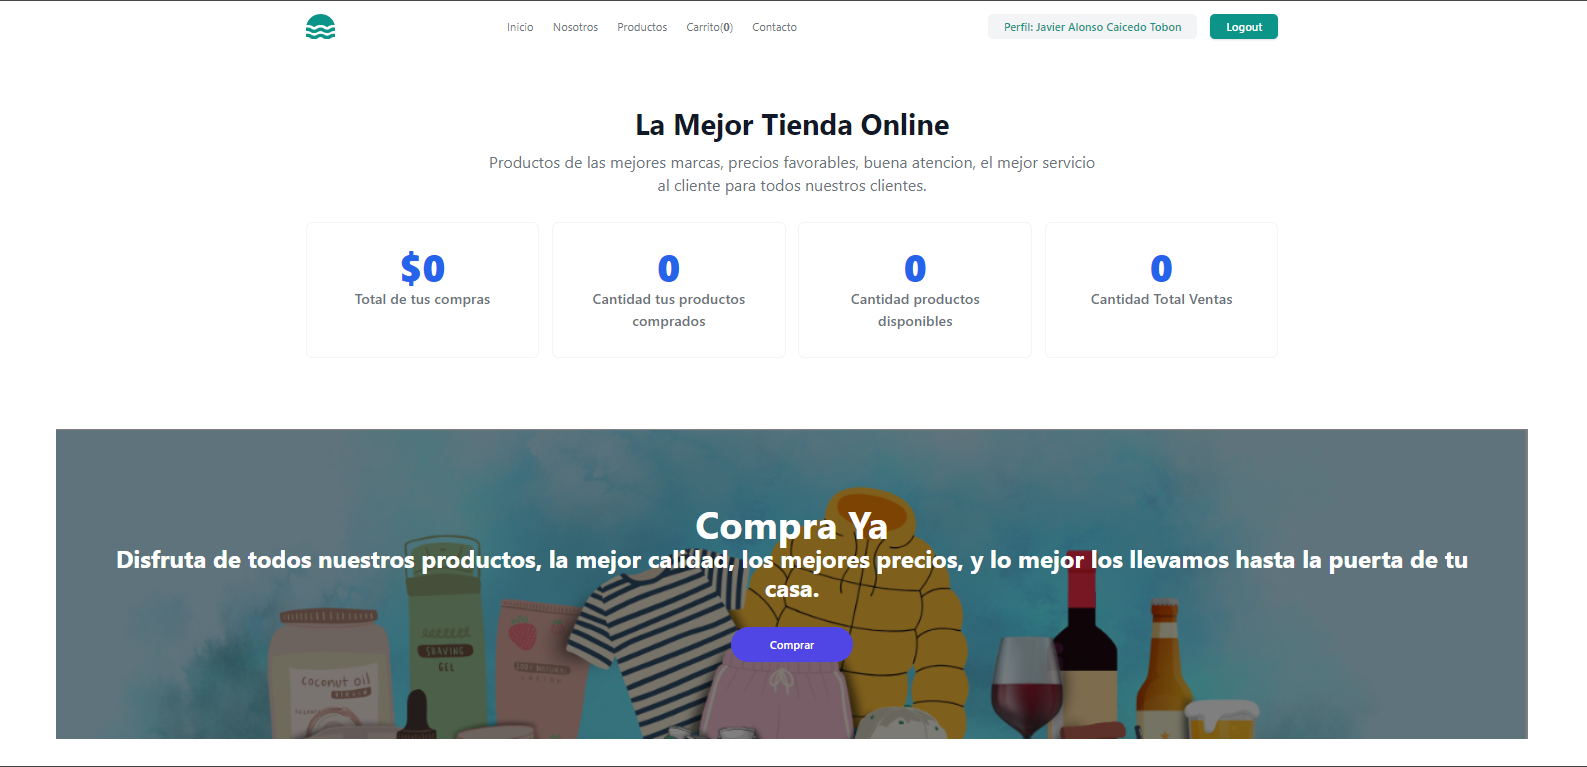 Inicio Nosotros Productos Carrito(0) Contacto Perfil: Javier Alonso Caicedo Tobon Logout
La Mejor Tienda Online
Productos de las mejores marcas, precios favorables, buena atencion, el mejor servicio
al cliente para todos nuestros clientes.
$0
Total de tus compras
0
Cantidad tus productos
comprados
0
Cantidad productos
disponibles
0
Cantidad Total Ventas
Compra Ya
Disfruta de todos nuestros productos, la mejor calidad, los mejores precios, y lo mejor los llevamos hasta la puerta de tu
casa.
Comprar
coconut oil
SHAVING
GEL